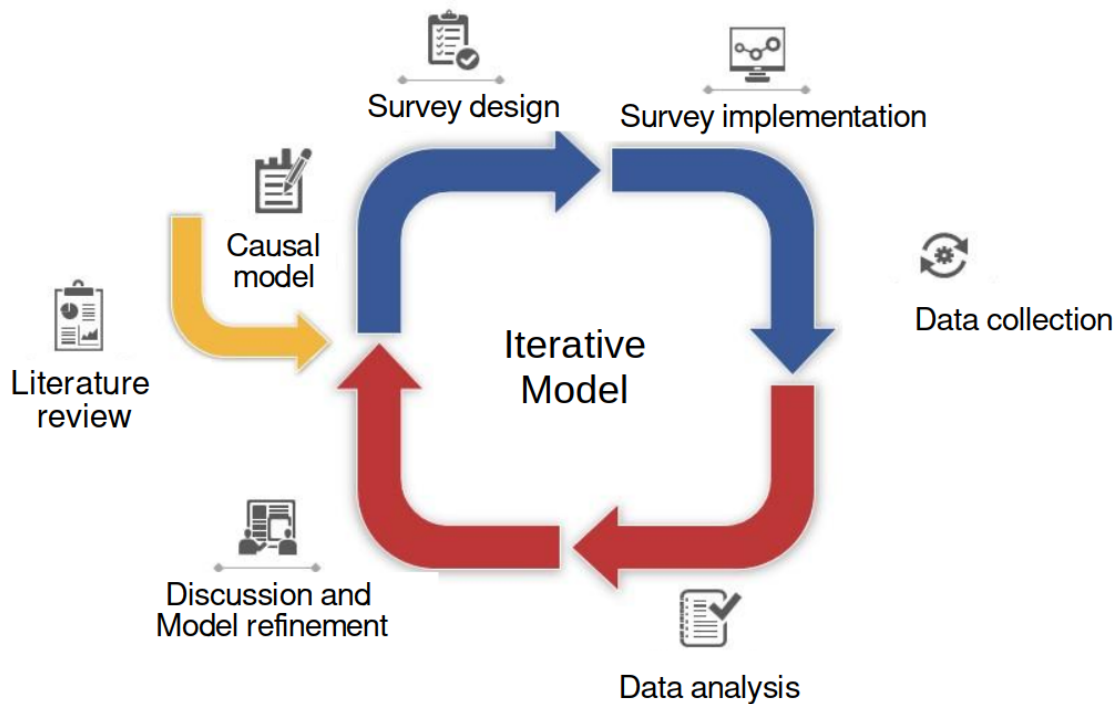 Survey design
Survey implementation
Causal
model
Data collection
Literature
review
Iterative
Model
Discussion and
Model refinement
Data analysis